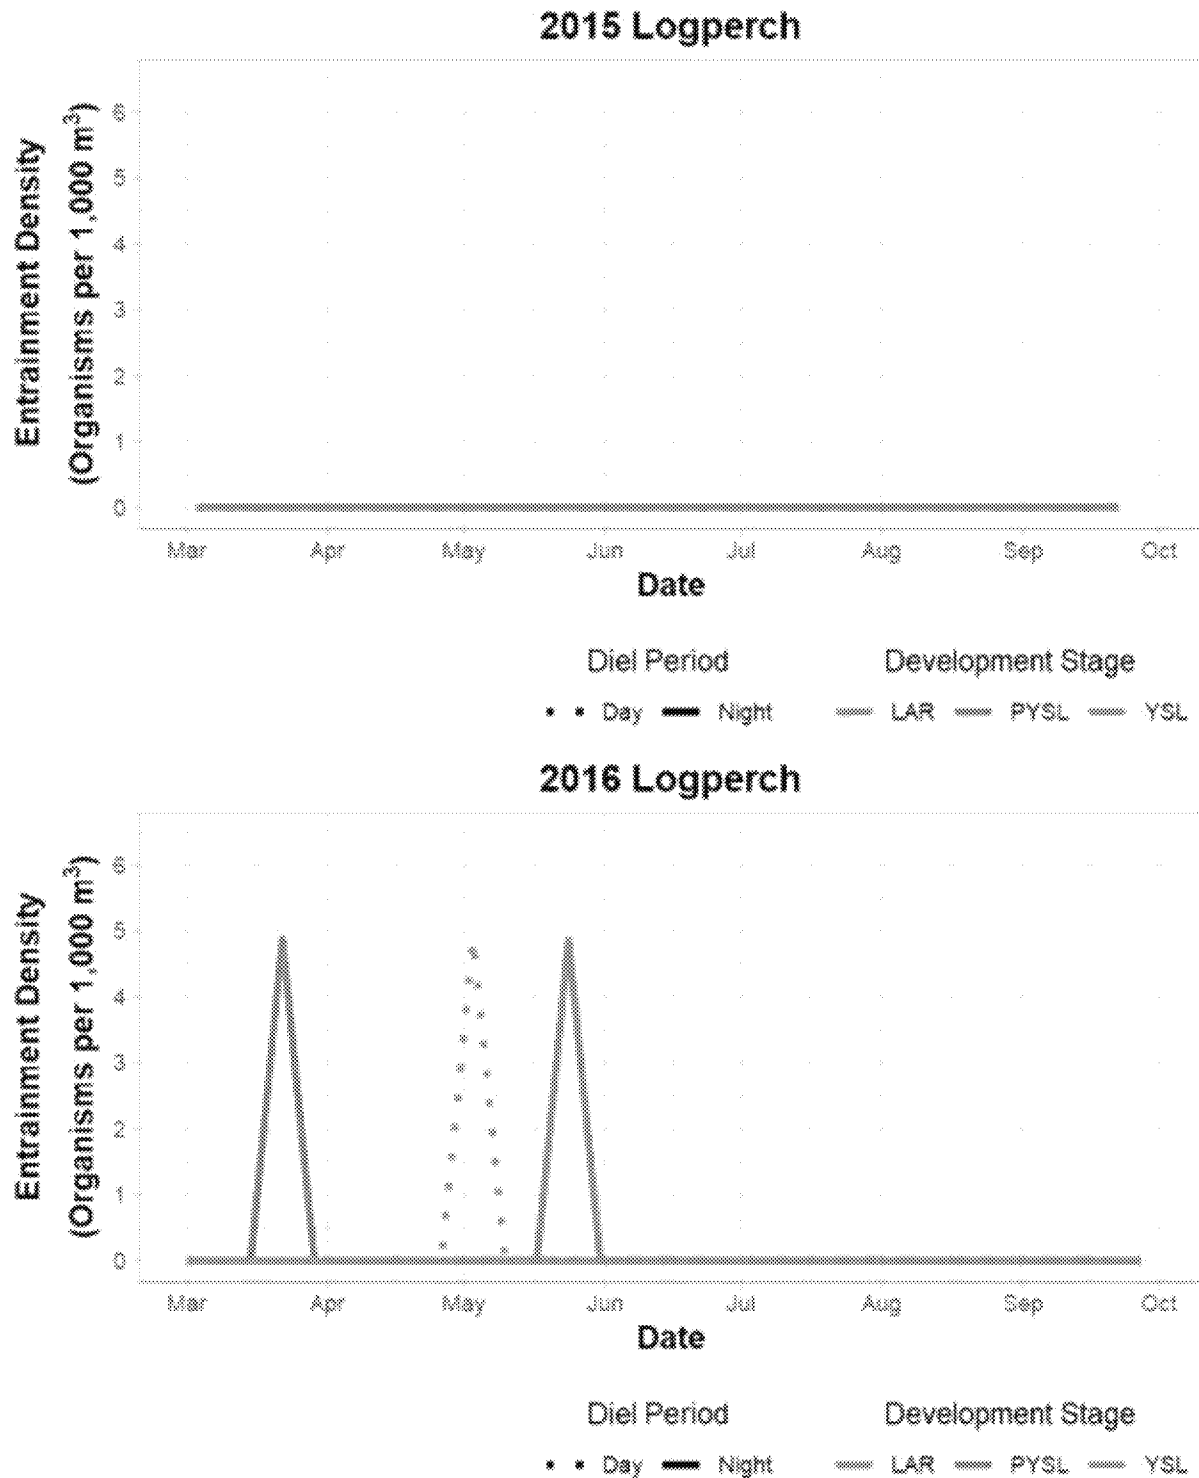 2015 Logperch
Entrainment Density
(Organisms per 1,000 m³)
6
5
4
3
2
1
0
Mar Apr May Jun Jul Aug Sep Oct
Date
Diel Period Development Stage
Day Night LAR PYSL YSL
2016 Logperch
Entrainment Density
(Organisms per 1,000 m³)
6
5
4
3
2
1
0
Mar Apr May Jun Jul Aug Sep Oct
Date
Diel Period Development Stage
Day Night LAR PYSL YSL